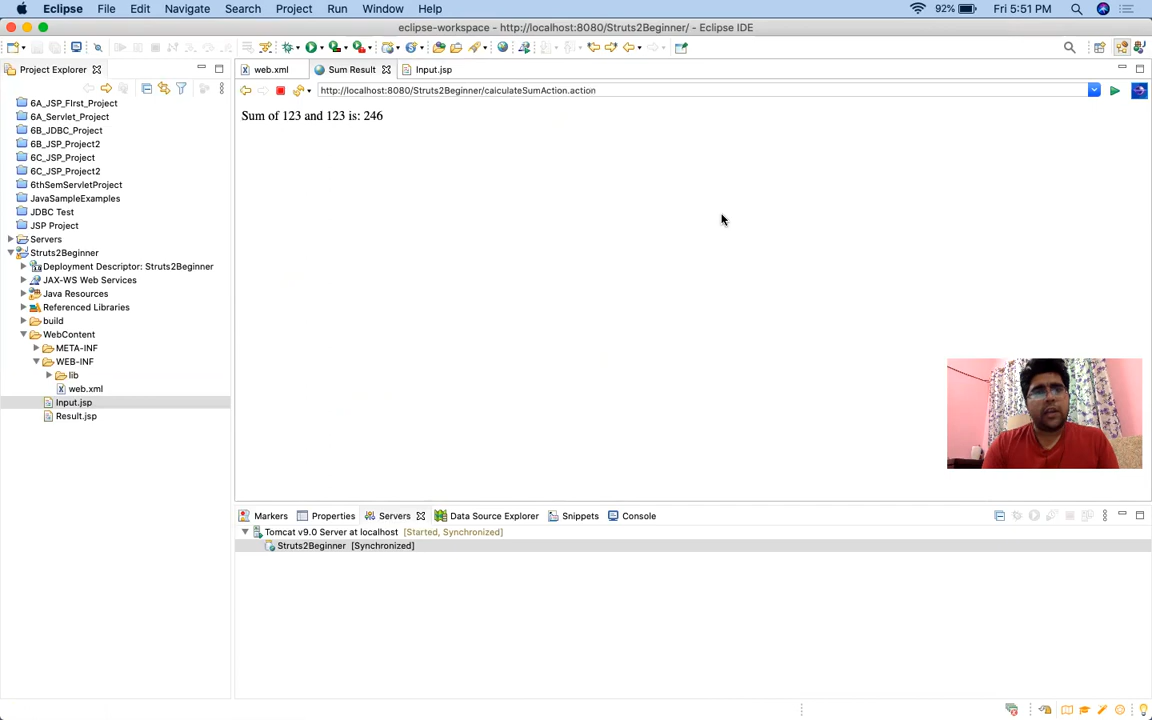 Eclipse File Edit Navigate Search Project Run Window Help 92% Fri 5:51 PM
eclipse-workspace - http://localhost:8080/Struts2Beginner/ - Eclipse IDE
Project Explorer
web.xml
Sum Result
Input.jsp
http://localhost:8080/Struts2Beginner/calculateSumAction.action
Sum of 123 and 123 is: 246
6A_JSP_FIrst_Project
6A_Servlet_Project
6B_JDBC_Project
6B_JSP_Project2
6C_JSP_Project
6C_JSP_Project2
6thSemServletProject
JavaSampleExamples
JDBC Test
JSP Project
Servers
Struts2Beginner
Deployment Descriptor: Struts2Beginner
JAX-WS Web Services
Java Resources
Referenced Libraries
build
WebContent
META-INF
WEB-INF
lib
web.xml
Input.jsp
Result.jsp
Markers Properties Servers Data Source Explorer Snippets Console
Tomcat v9.0 Server at localhost [Started, Synchronized]
Struts2Beginner [Synchronized]